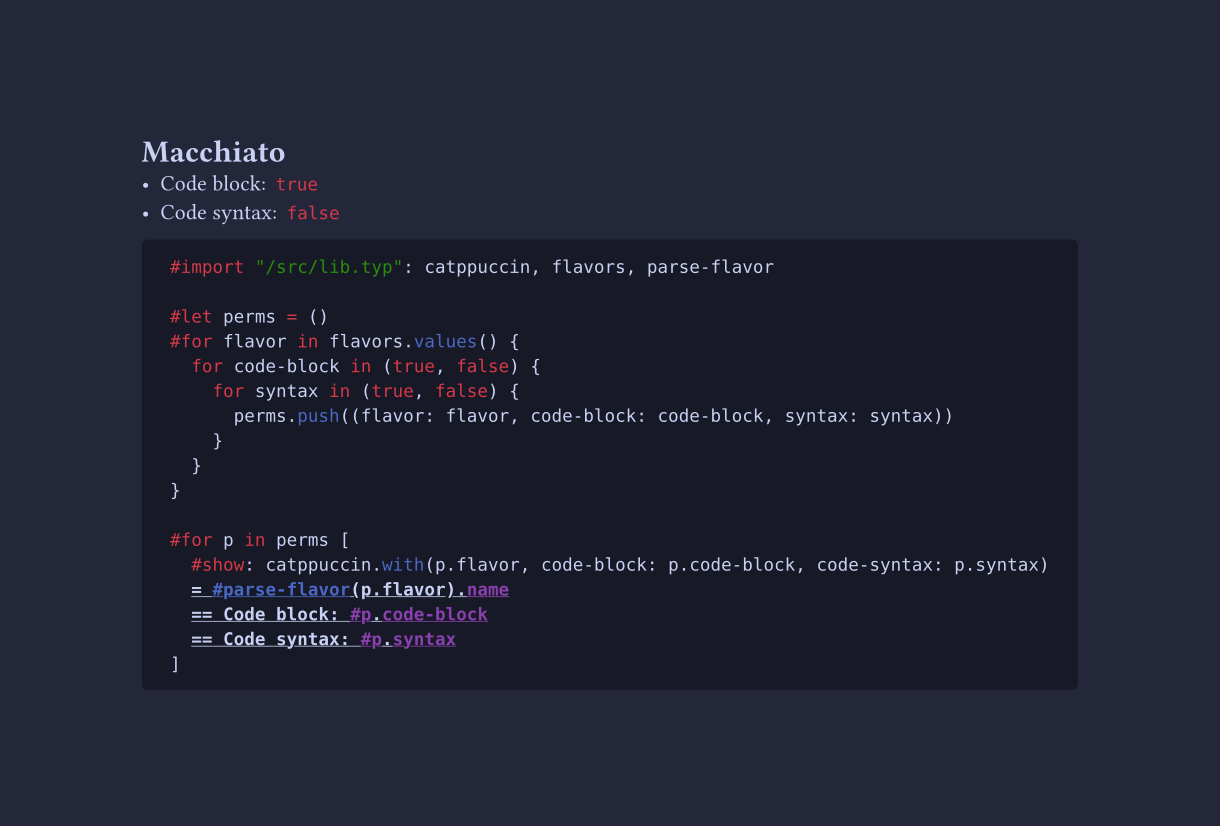 Macchiato
• Code block: true
• Code syntax: false
#import "/src/lib.typ": catppuccin, flavors, parse-flavor
#let perms = ()
#for flavor in flavors.values() {
  for code-block in (true, false) {
    for syntax in (true, false) {
      perms.push((flavor: flavor, code-block: code-block, syntax: syntax))
    }
  }
}
#for p in perms [
  #show: catppuccin.with(p.flavor, code-block: p.code-block, code-syntax: p.syntax)
  = #parse-flavor(p.flavor).name
  == Code block: #p.code-block
  == Code syntax: #p.syntax
]